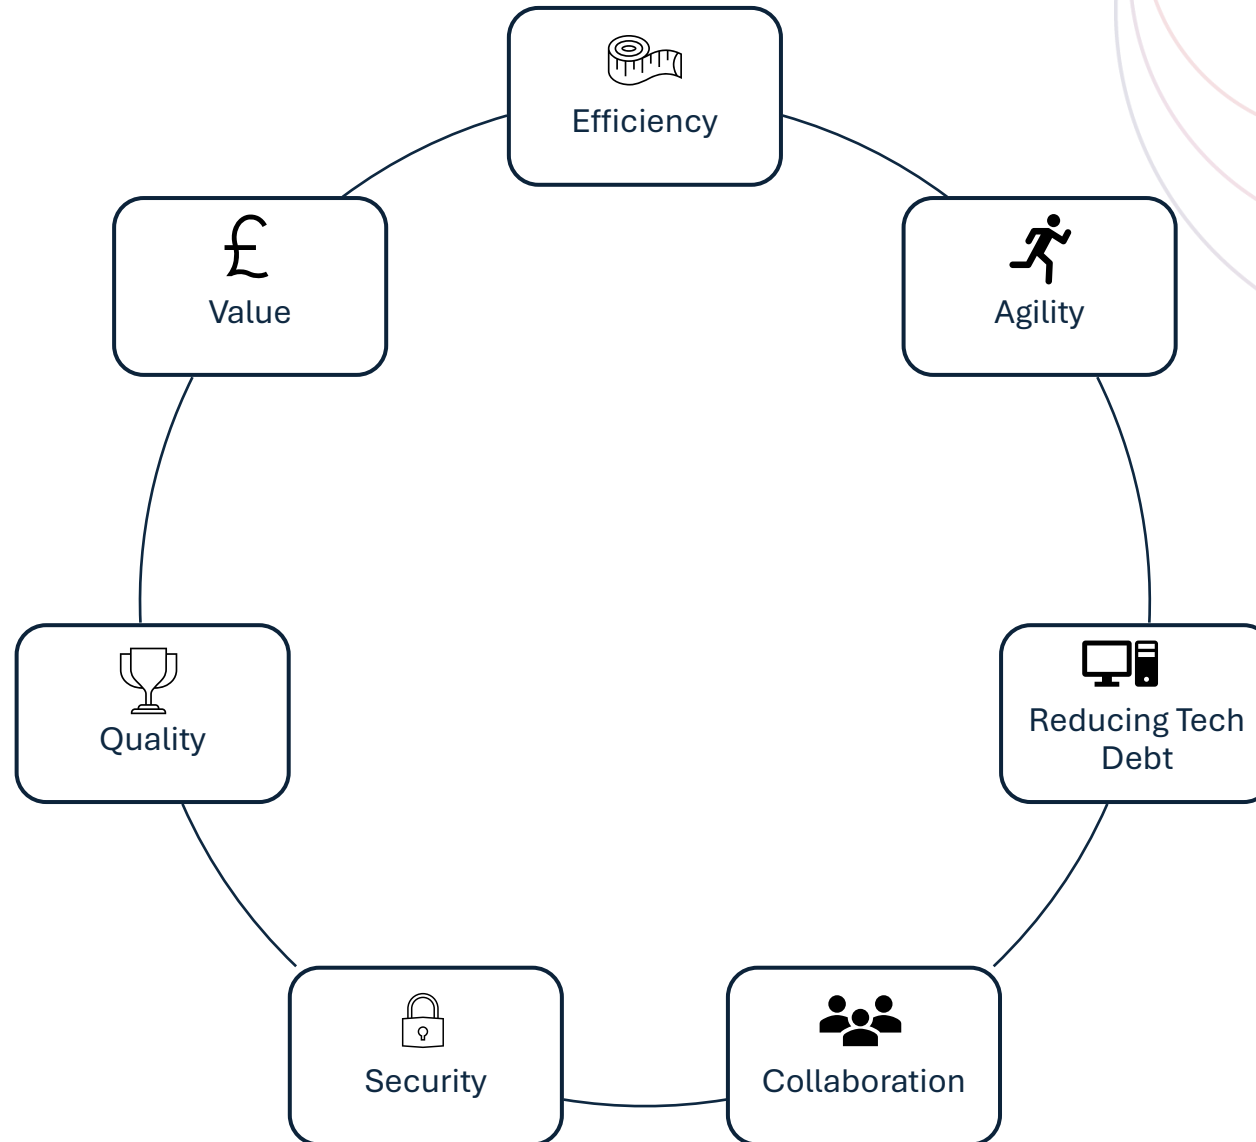 Efficiency
Agility
Reducing Tech
Debt
Collaboration
Security
Quality
£
Value